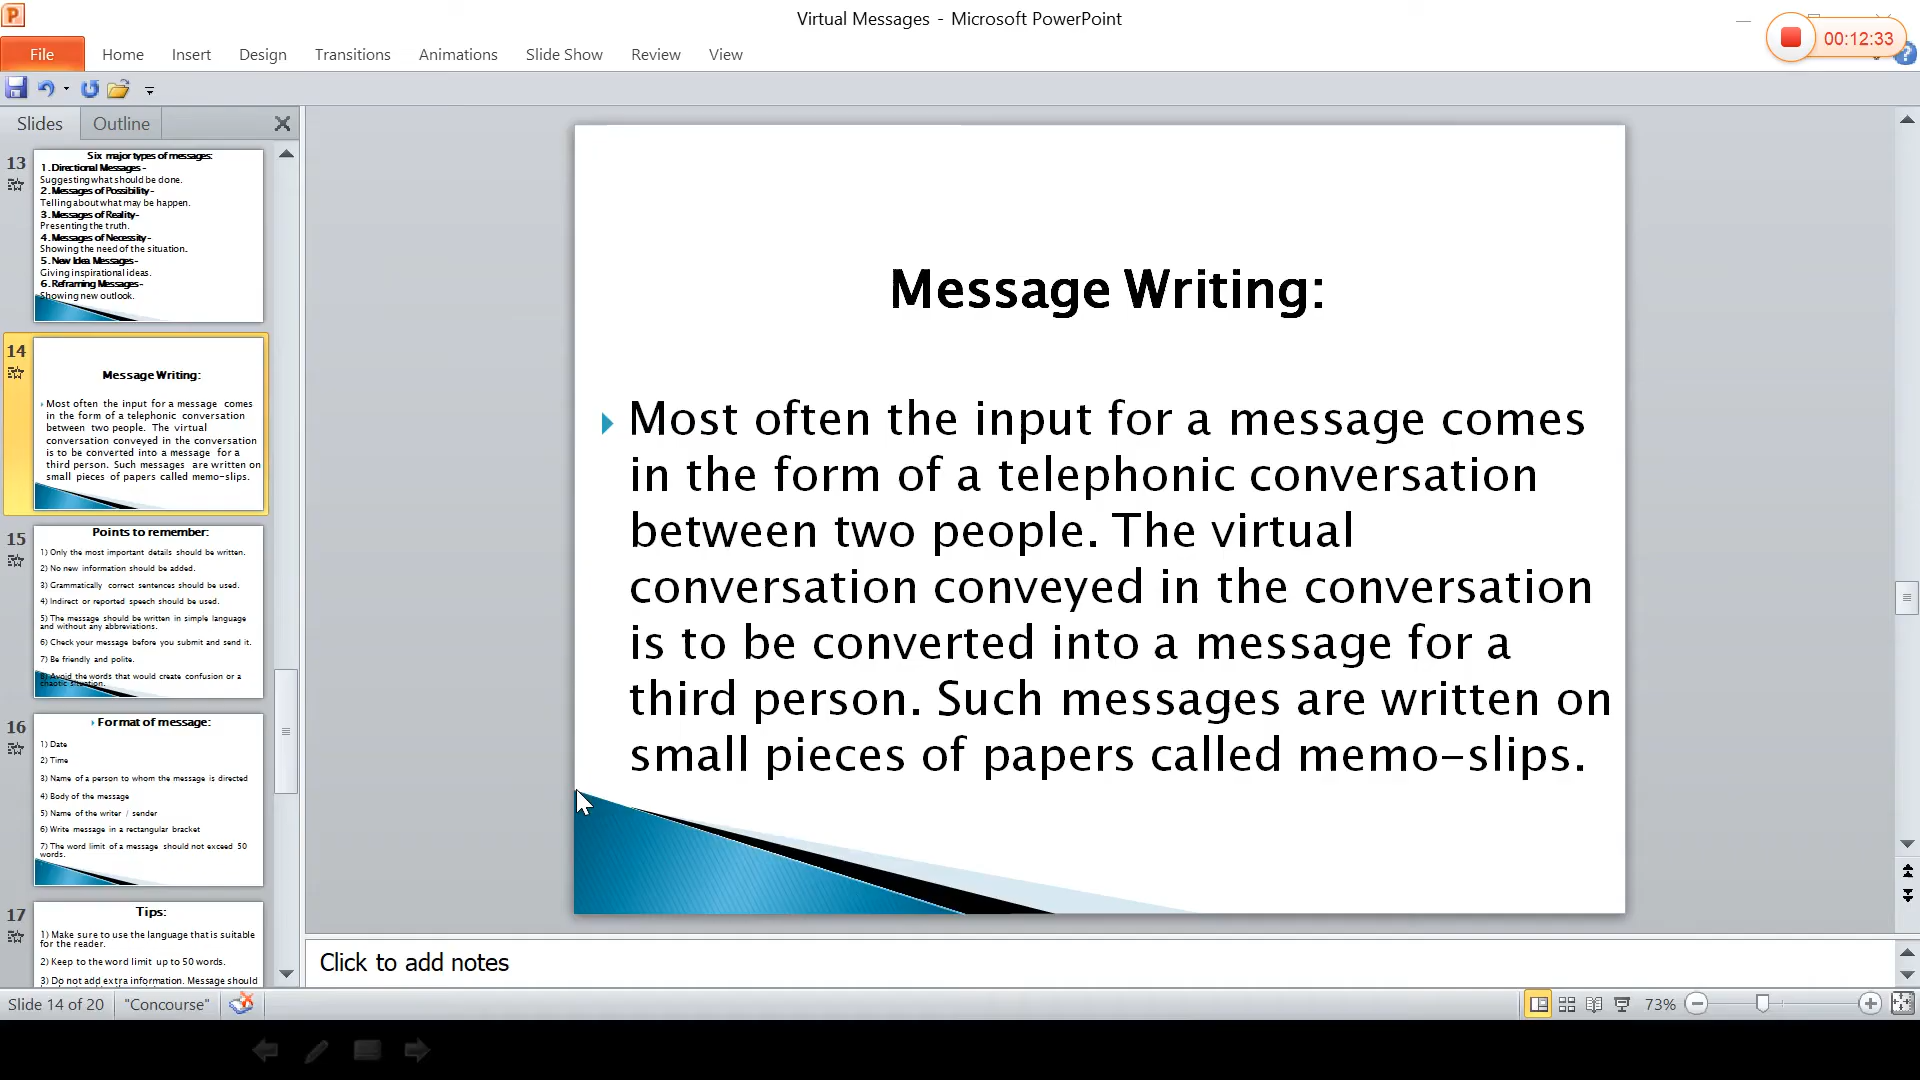 Virtual Messages - Microsoft PowerPoint
00:12:33
File Home Insert Design Transitions Animations Slide Show Review View
Slides Outline
13
Six major types of messages:
1. Directional Messages -
Suggesting what should be done.
2. Messages of Possibility-
Telling about what may be happen.
3. Messages of Reality-
Presenting the truth.
4. Messages of Necessity-
Showing the need of the situation.
5. New Idea Messages-
Giving inspirational ideas.
6. Reframing Messages-
Showing new outlook.
14
Message Writing:
Most often the input for a message comes
in the form of a telephonic conversation
between two people. The virtual
conversation conveyed in the conversation
is to be converted into a message for a
third person. Such messages are written on
small pieces of papers called memo-slips.
15
Points to remember:
1) Only the most important details should be written.
2) No new information should be added.
3) Grammatically correct sentences should be used.
4) Indirect or reported speech should be used.
5) The message should be written in simple language
and without any abbreviations.
6) Check your message before you submit and send it.
7) Be friendly and polite.
8) Avoid the words that would create confusion or a
chaotic situation.
16
Format of message:
1) Date
2) Time
3) Name of a person to whom the message is directed
4) Body of the message
5) Name of the writer / sender
6) Write message in a rectangular bracket
7) The word limit of a message should not exceed 50
words.
17
Tips:
1) Make sure to use the language that is suitable
for the reader.
2) Keep to the word limit up to 50 words.
3) Do not add extra information. Message should
Message Writing:
Most often the input for a message comes
in the form of a telephonic conversation
between two people. The virtual
conversation conveyed in the conversation
is to be converted into a message for a
third person. Such messages are written on
small pieces of papers called memo-slips.
Click to add notes
Slide 14 of 20 "Concourse" 73%